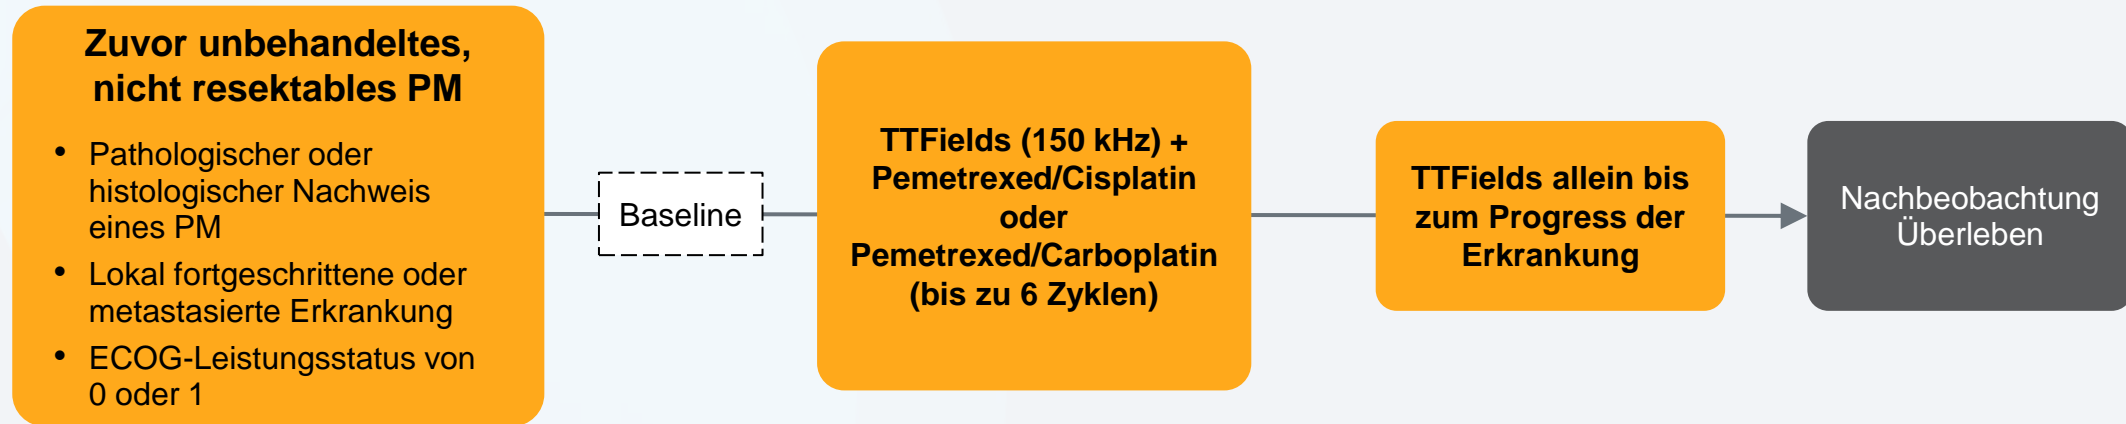 Zuvor unbehandeltes,
nicht resektables PM
• Pathologischer oder
histologischer Nachweis
eines PM
• Lokal fortgeschrittene oder
metastasierte Erkrankung
• ECOG-Leistungsstatus von
0 oder 1
Baseline
TTFields (150 kHz) +
Pemetrexed/Cisplatin
oder
Pemetrexed/Carboplatin
(bis zu 6 Zyklen)
TTFields allein bis
zum Progress der
Erkrankung
Nachbeobachtung
Überleben